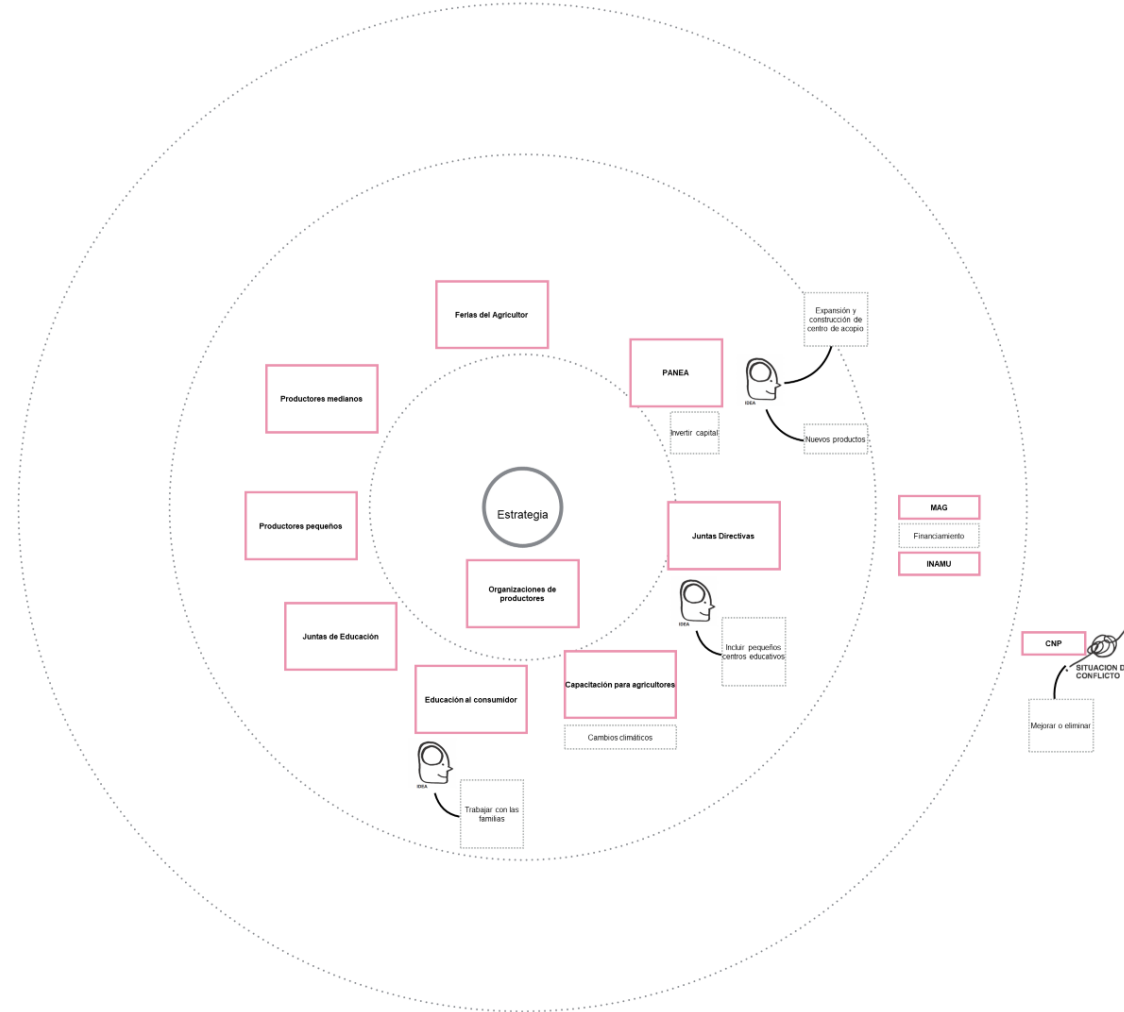 Ferias del Agricultor
Expansión y
construcción de
centro de acopio
PANEA
IDEA
Productores medianos
Invertir capital
Nuevos productos
Estrategia
MAG
Productores pequeños
Juntas Directivas
Financiamiento
INAMU
Organizaciones de
productores
IDEA
Juntas de Educación
Incluir pequeños
centros educativos
CNP
SITUACION D
CONFLICTO
Capacitación para agricultores
Educación al consumidor
Mejorar o eliminar
Cambios climáticos
IDEA
Trabajar con las
familias